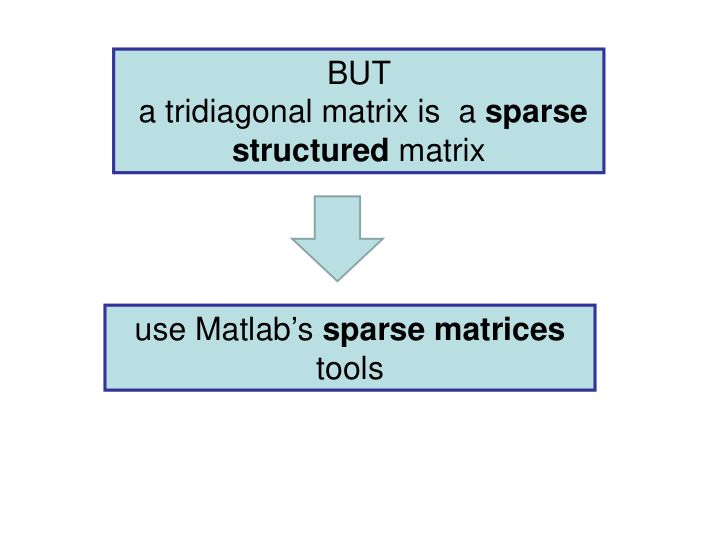 BUT
a tridiagonal matrix is  a sparse
structured matrix
use Matlab’s sparse matrices
tools